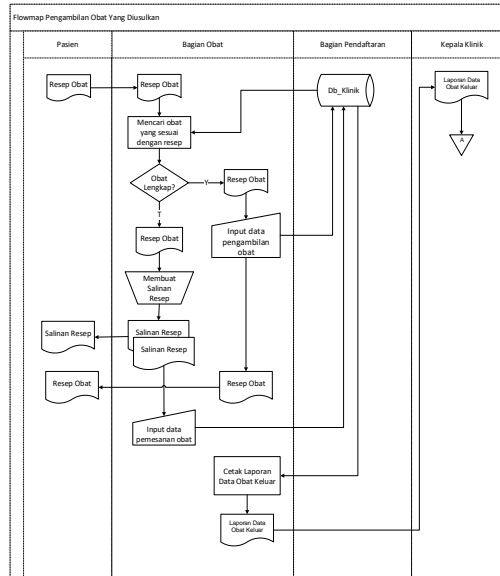 Flowmap Pengambilan Obat Yang Diusulkan
Pasien
Bagian Obat
Bagian Pendaftaran
Kepala Klinik
Resep Obat
Resep Obat
Db_Klinik
Laporan Data
Obat Keluar
A
Mencari obat
yang sesuai
dengan resep
Obat
Lengkap?
Y
Resep Obat
T
Input data
pengambilan
obat
Resep Obat
Membuat
Salinan
Resep
Salinan Resep
Salinan Resep
Salinan Resep
Resep Obat
Resep Obat
Input data
pemesanan obat
Cetak Laporan
Data Obat Keluar
Laporan Data
Obat Keluar